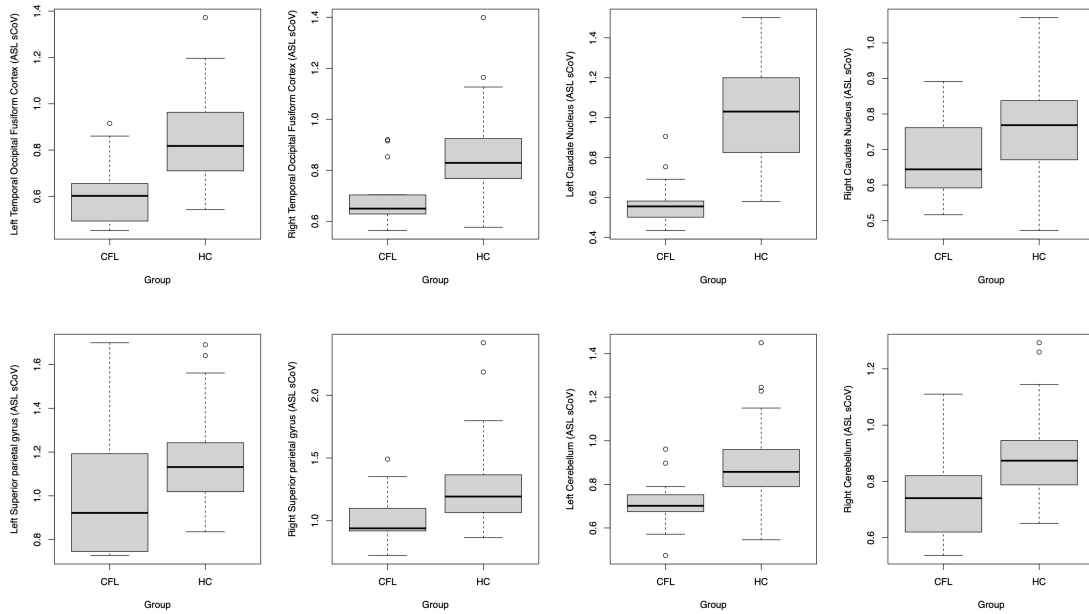 Left Temporal Occipital Fusiform Cortex (ASL sCoV)
0.6 0.8 1.0 1.2 1.4
CFL HC
Group
Right Temporal Occipital Fusiform Cortex (ASL sCoV)
0.6 0.8 1.0 1.2 1.4
CFL HC
Group
Left Caudate Nucleus (ASL sCoV)
0.4 0.6 0.8 1.0 1.2 1.4
CFL HC
Group
Right Caudate Nucleus (ASL sCoV)
0.5 0.6 0.7 0.8 0.9 1.0
CFL HC
Group
Left Superior parietal gyrus (ASL sCoV)
0.8 1.0 1.2 1.4 1.6
CFL HC
Group
Right Superior parietal gyrus (ASL sCoV)
1.0 1.5 2.0
CFL HC
Group
Left Cerebellum (ASL sCoV)
0.6 0.8 1.0 1.2 1.4
CFL HC
Group
Right Cerebellum (ASL sCoV)
0.6 0.8 1.0 1.2
CFL HC
Group